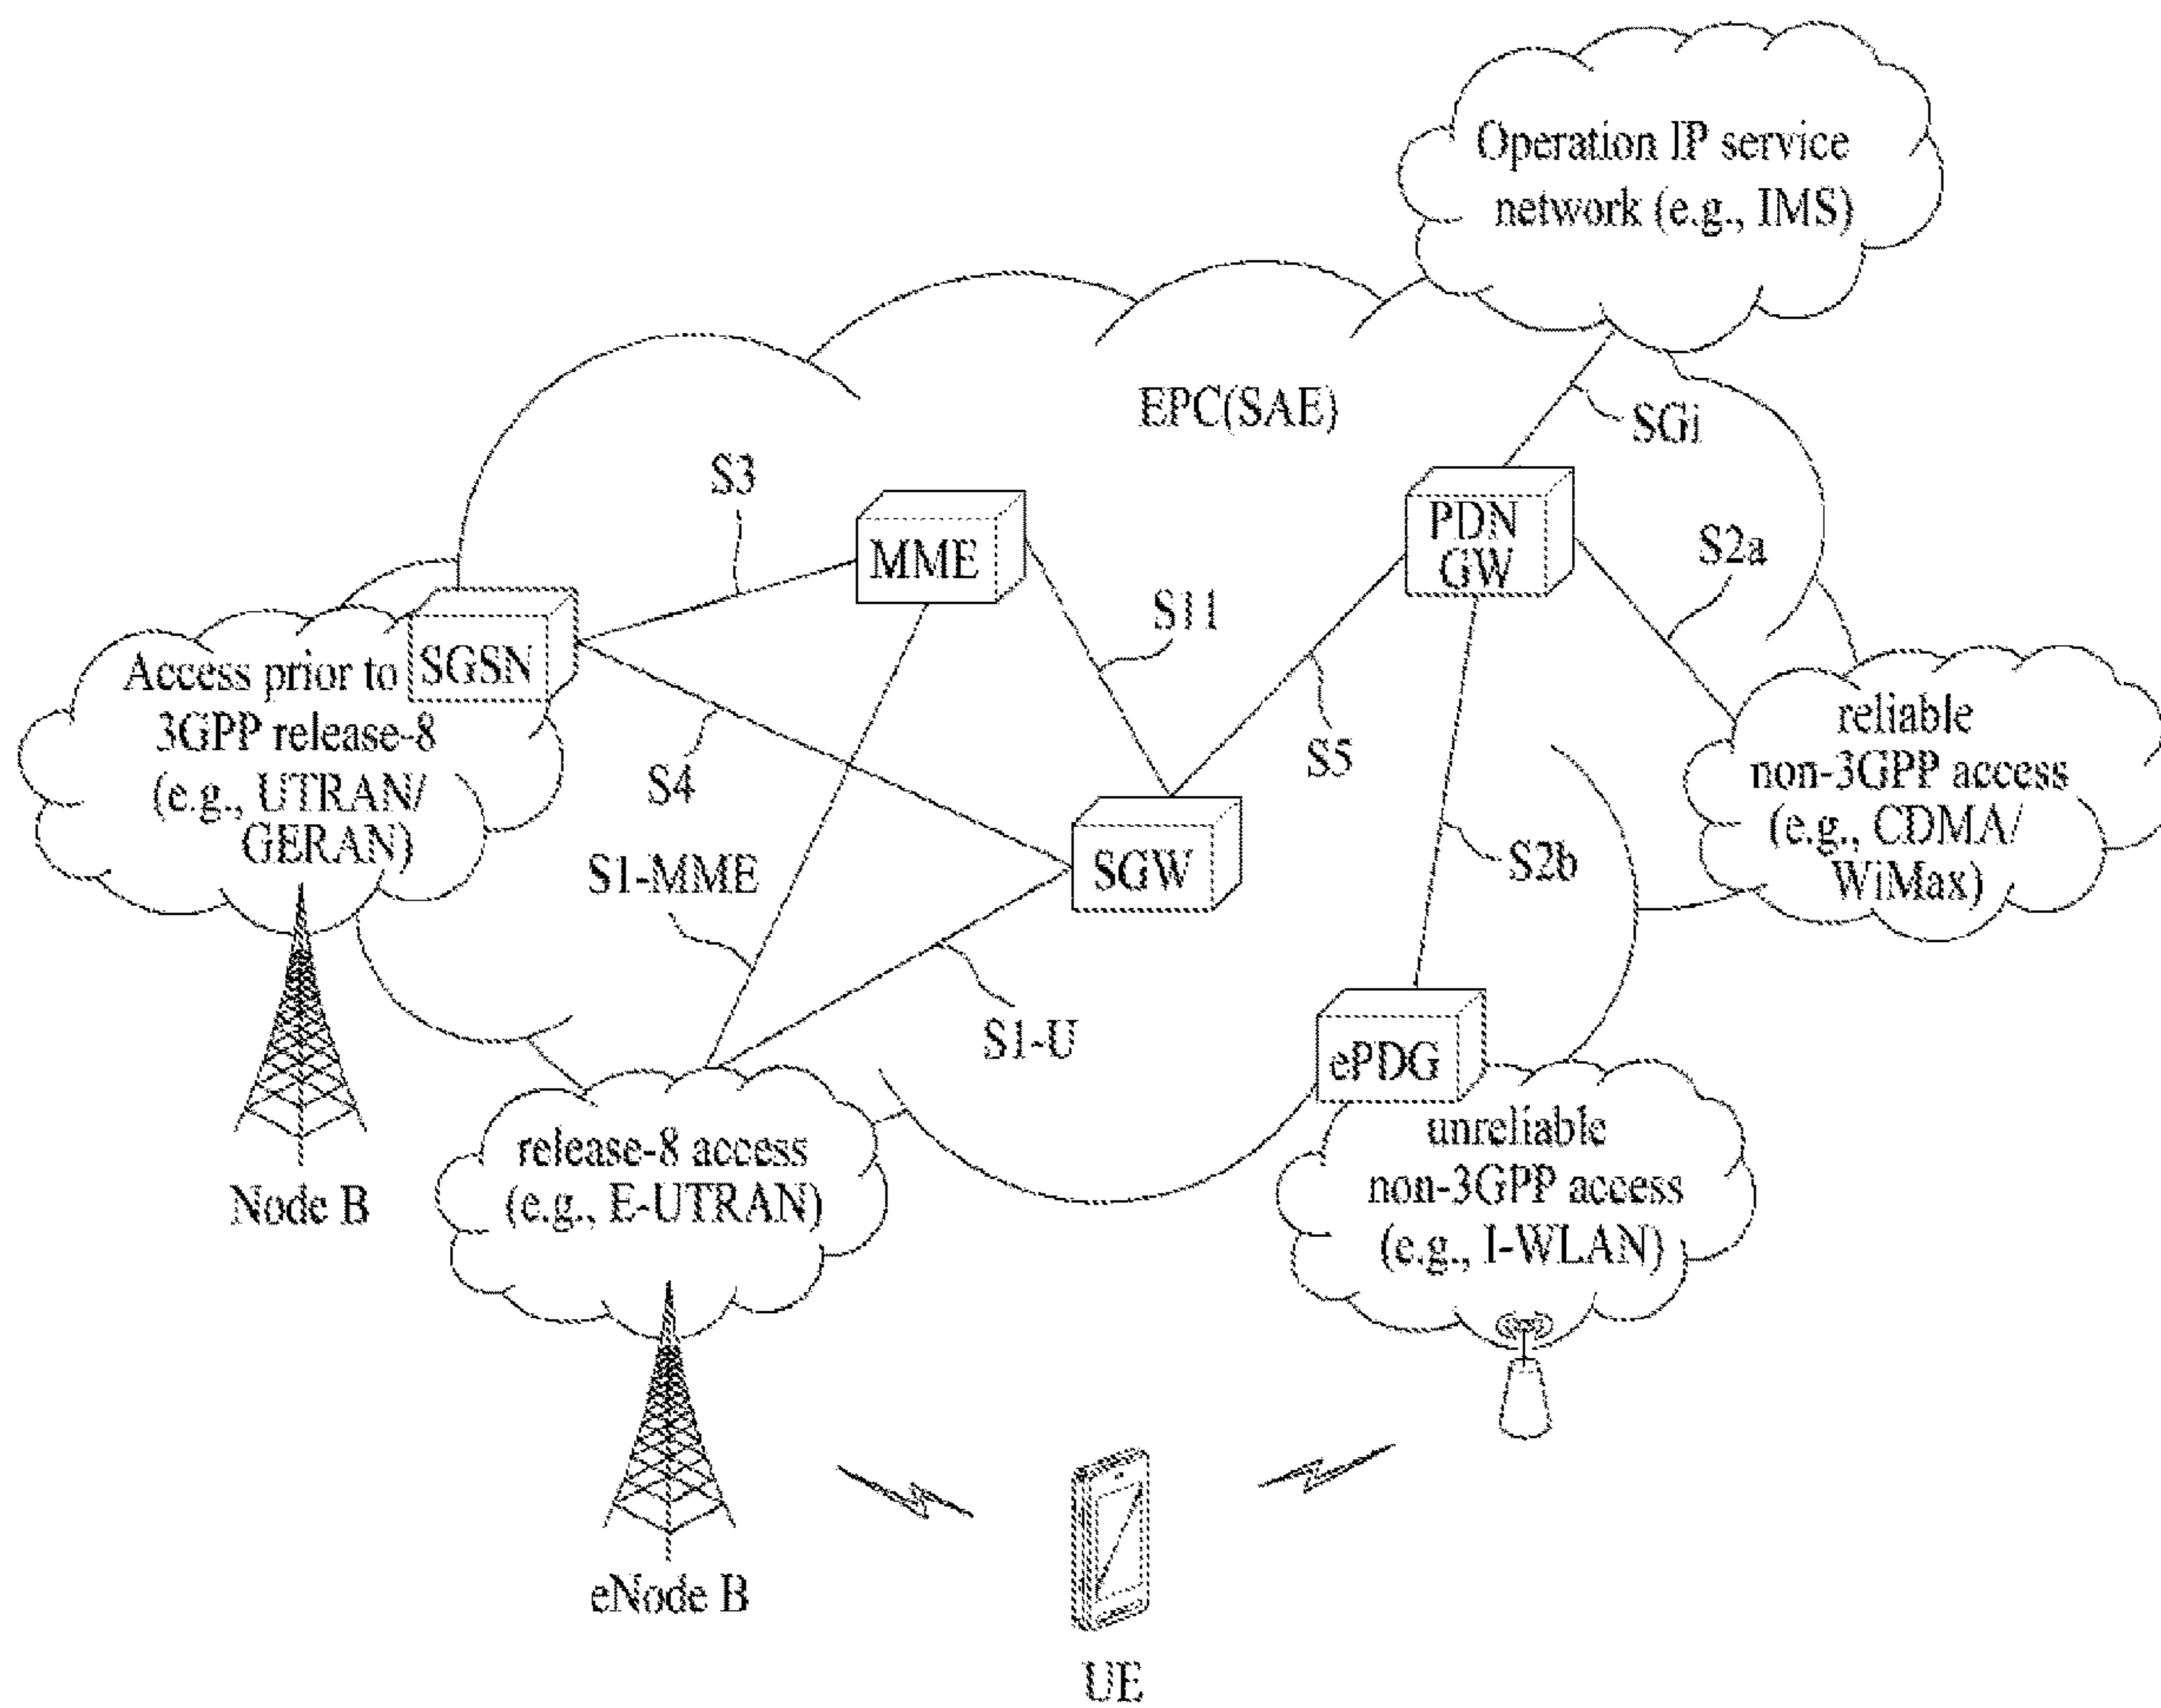 Operation IP service
network (e.g., IMS)
EPC(SAE)
SGi
S3
MME
PDN
GW
S2a
S11
SGSN
Access prior to
3GPP release-8
(e.g., UTRAN/
GERAN)
S4
S5
reliable
non-3GPP access
(e.g., CDMA/
WiMax)
S1-MME
SGW
S2b
S1-U
ePDG
unreliable
non-3GPP access
(e.g., I-WLAN)
release-8 access
(e.g., E-UTRAN)
Node B
eNode B
UE